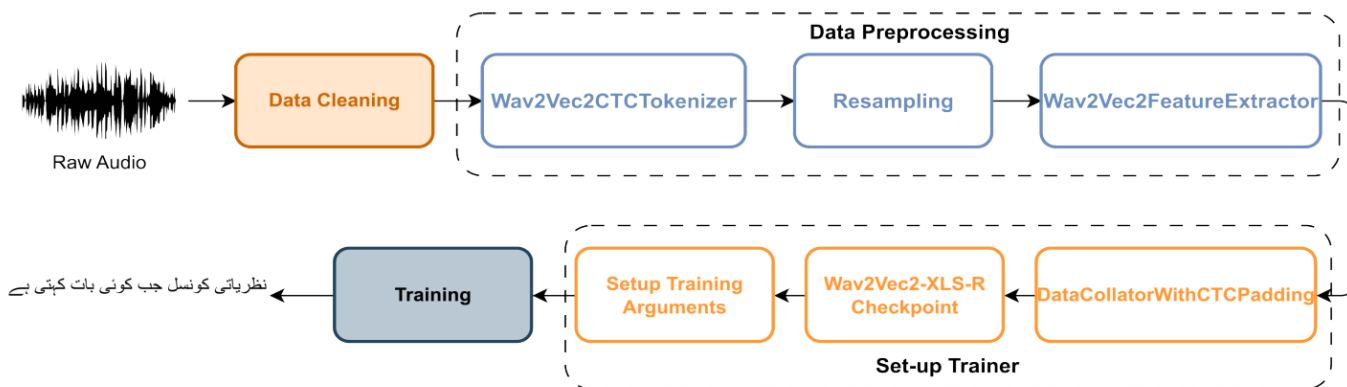 Data Preprocessing
Raw Audio
Data Cleaning
Wav2Vec2CTCTokenizer
Resampling
Wav2Vec2FeatureExtractor
DataCollatorWithCTCPadding
Wav2Vec2-XLS-R
Checkpoint
Setup Training
Arguments
Set-up Trainer
Training
نظریاتی کونسل جب کوئی بات کہتی ہے